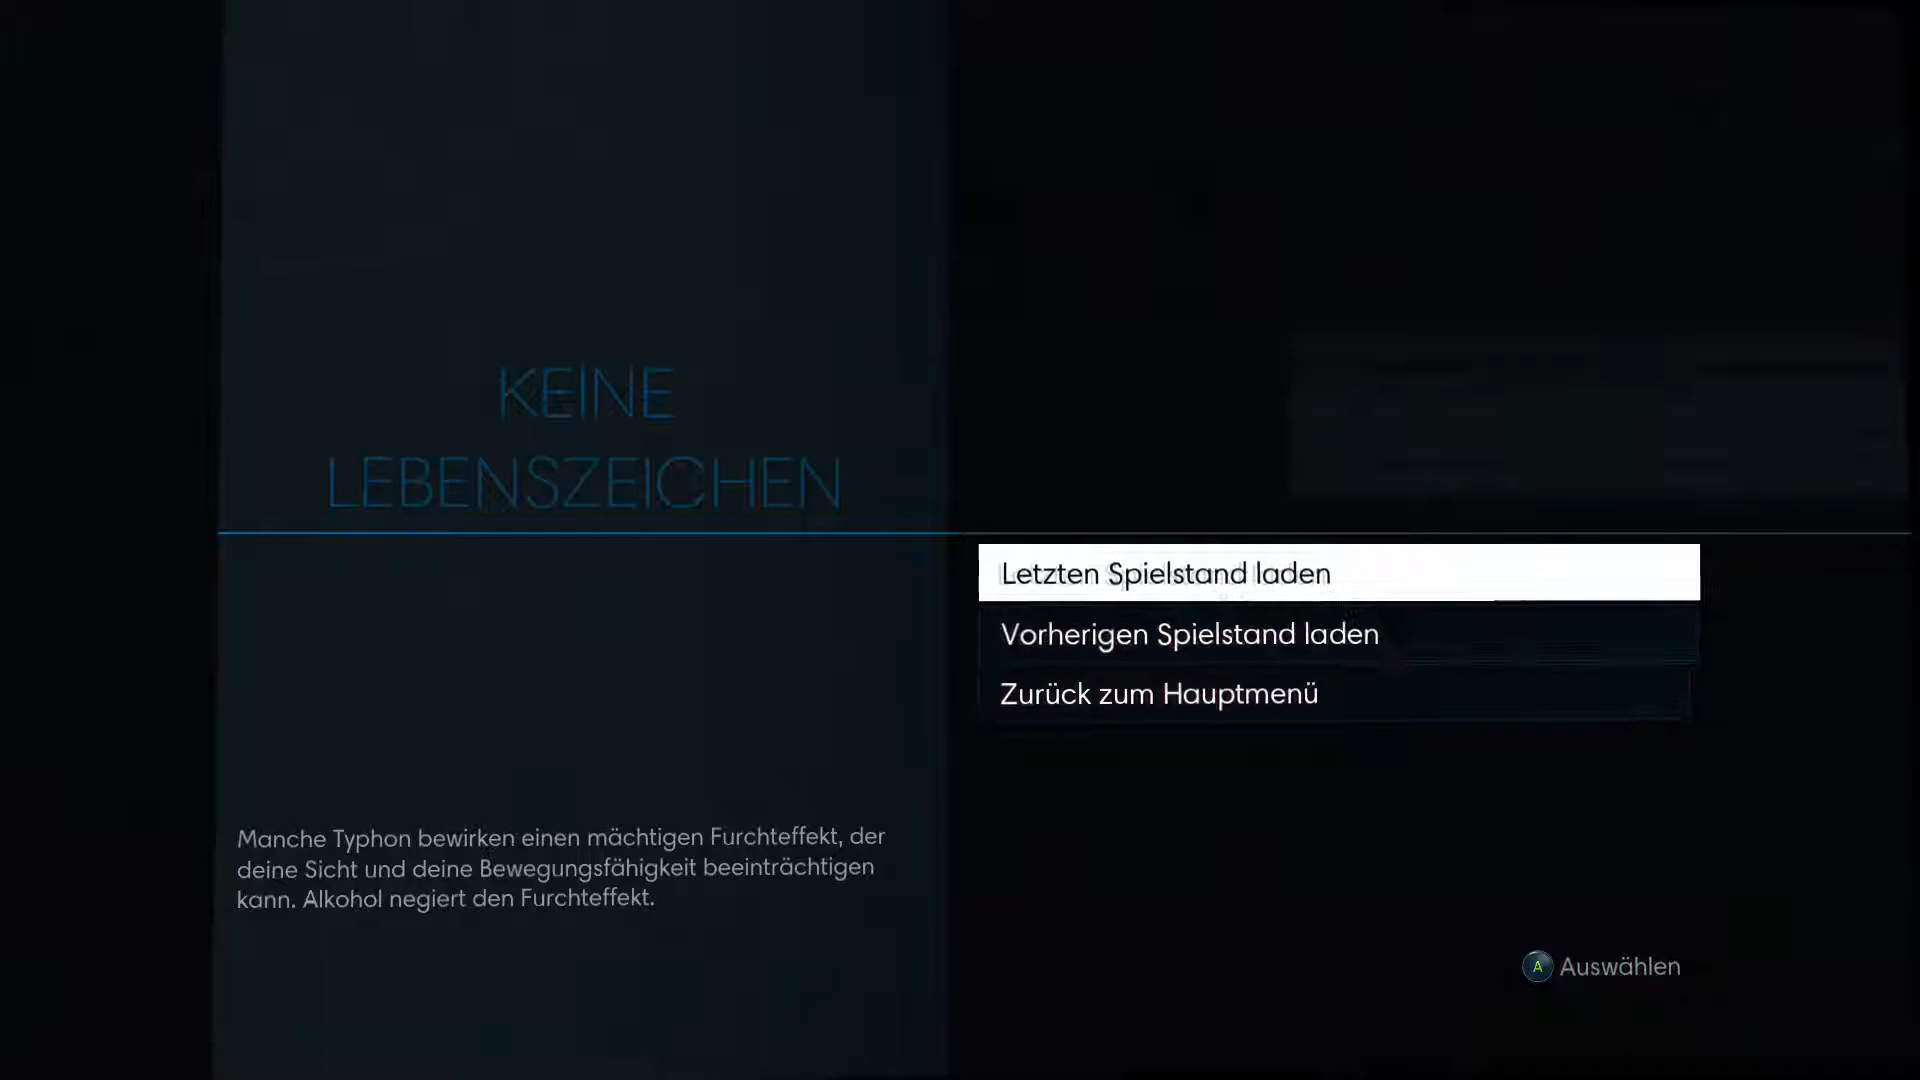 KEINE
LEBENSZEICHEN
Letzten Spielstand laden
Vorherigen Spielstand laden
Zurück zum Hauptmenü
Manche Typhon bewirken einen mächtigen Furchteffekt, der
deine Sicht und deine Bewegungsfähigkeit beeinträchtigen
kann. Alkohol negiert den Furchteffekt.
A Auswählen